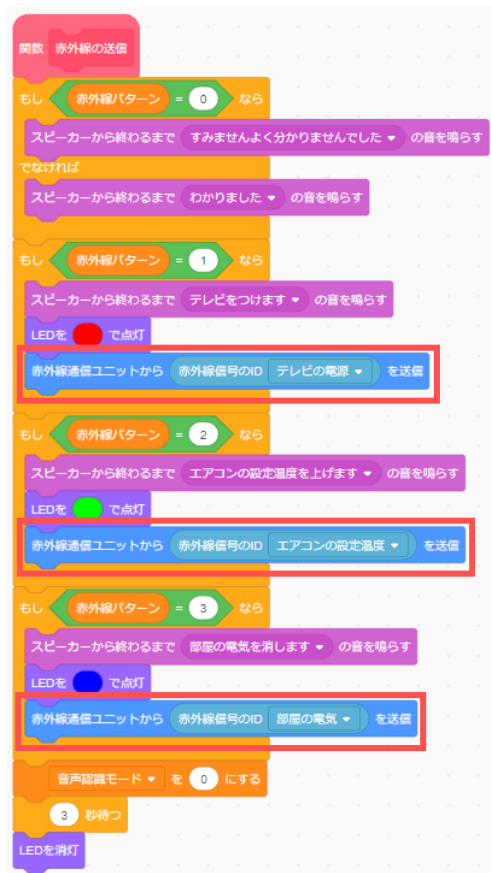 関数 赤外線の送信
もし 赤外線パターン = 0 なら
スピーカーから終わるまで すみませんよく分かりませんでした の音を鳴らす
でなければ
スピーカーから終わるまで わかりました の音を鳴らす
もし 赤外線パターン = 1 なら
スピーカーから終わるまで テレビをつけます の音を鳴らす
LEDを で点灯
赤外線通信ユニットから 赤外線信号のID テレビの電源 を送信
もし 赤外線パターン = 2 なら
スピーカーから終わるまで エアコンの設定温度を上げます の音を鳴らす
LEDを で点灯
赤外線通信ユニットから 赤外線信号のID エアコンの設定温度 を送信
もし 赤外線パターン = 3 なら
スピーカーから終わるまで 部屋の電気を消します の音を鳴らす
LEDを で点灯
赤外線通信ユニットから 赤外線信号のID 部屋の電気 を送信
音声認識モード を 0 にする
3 秒待つ
LEDを消灯